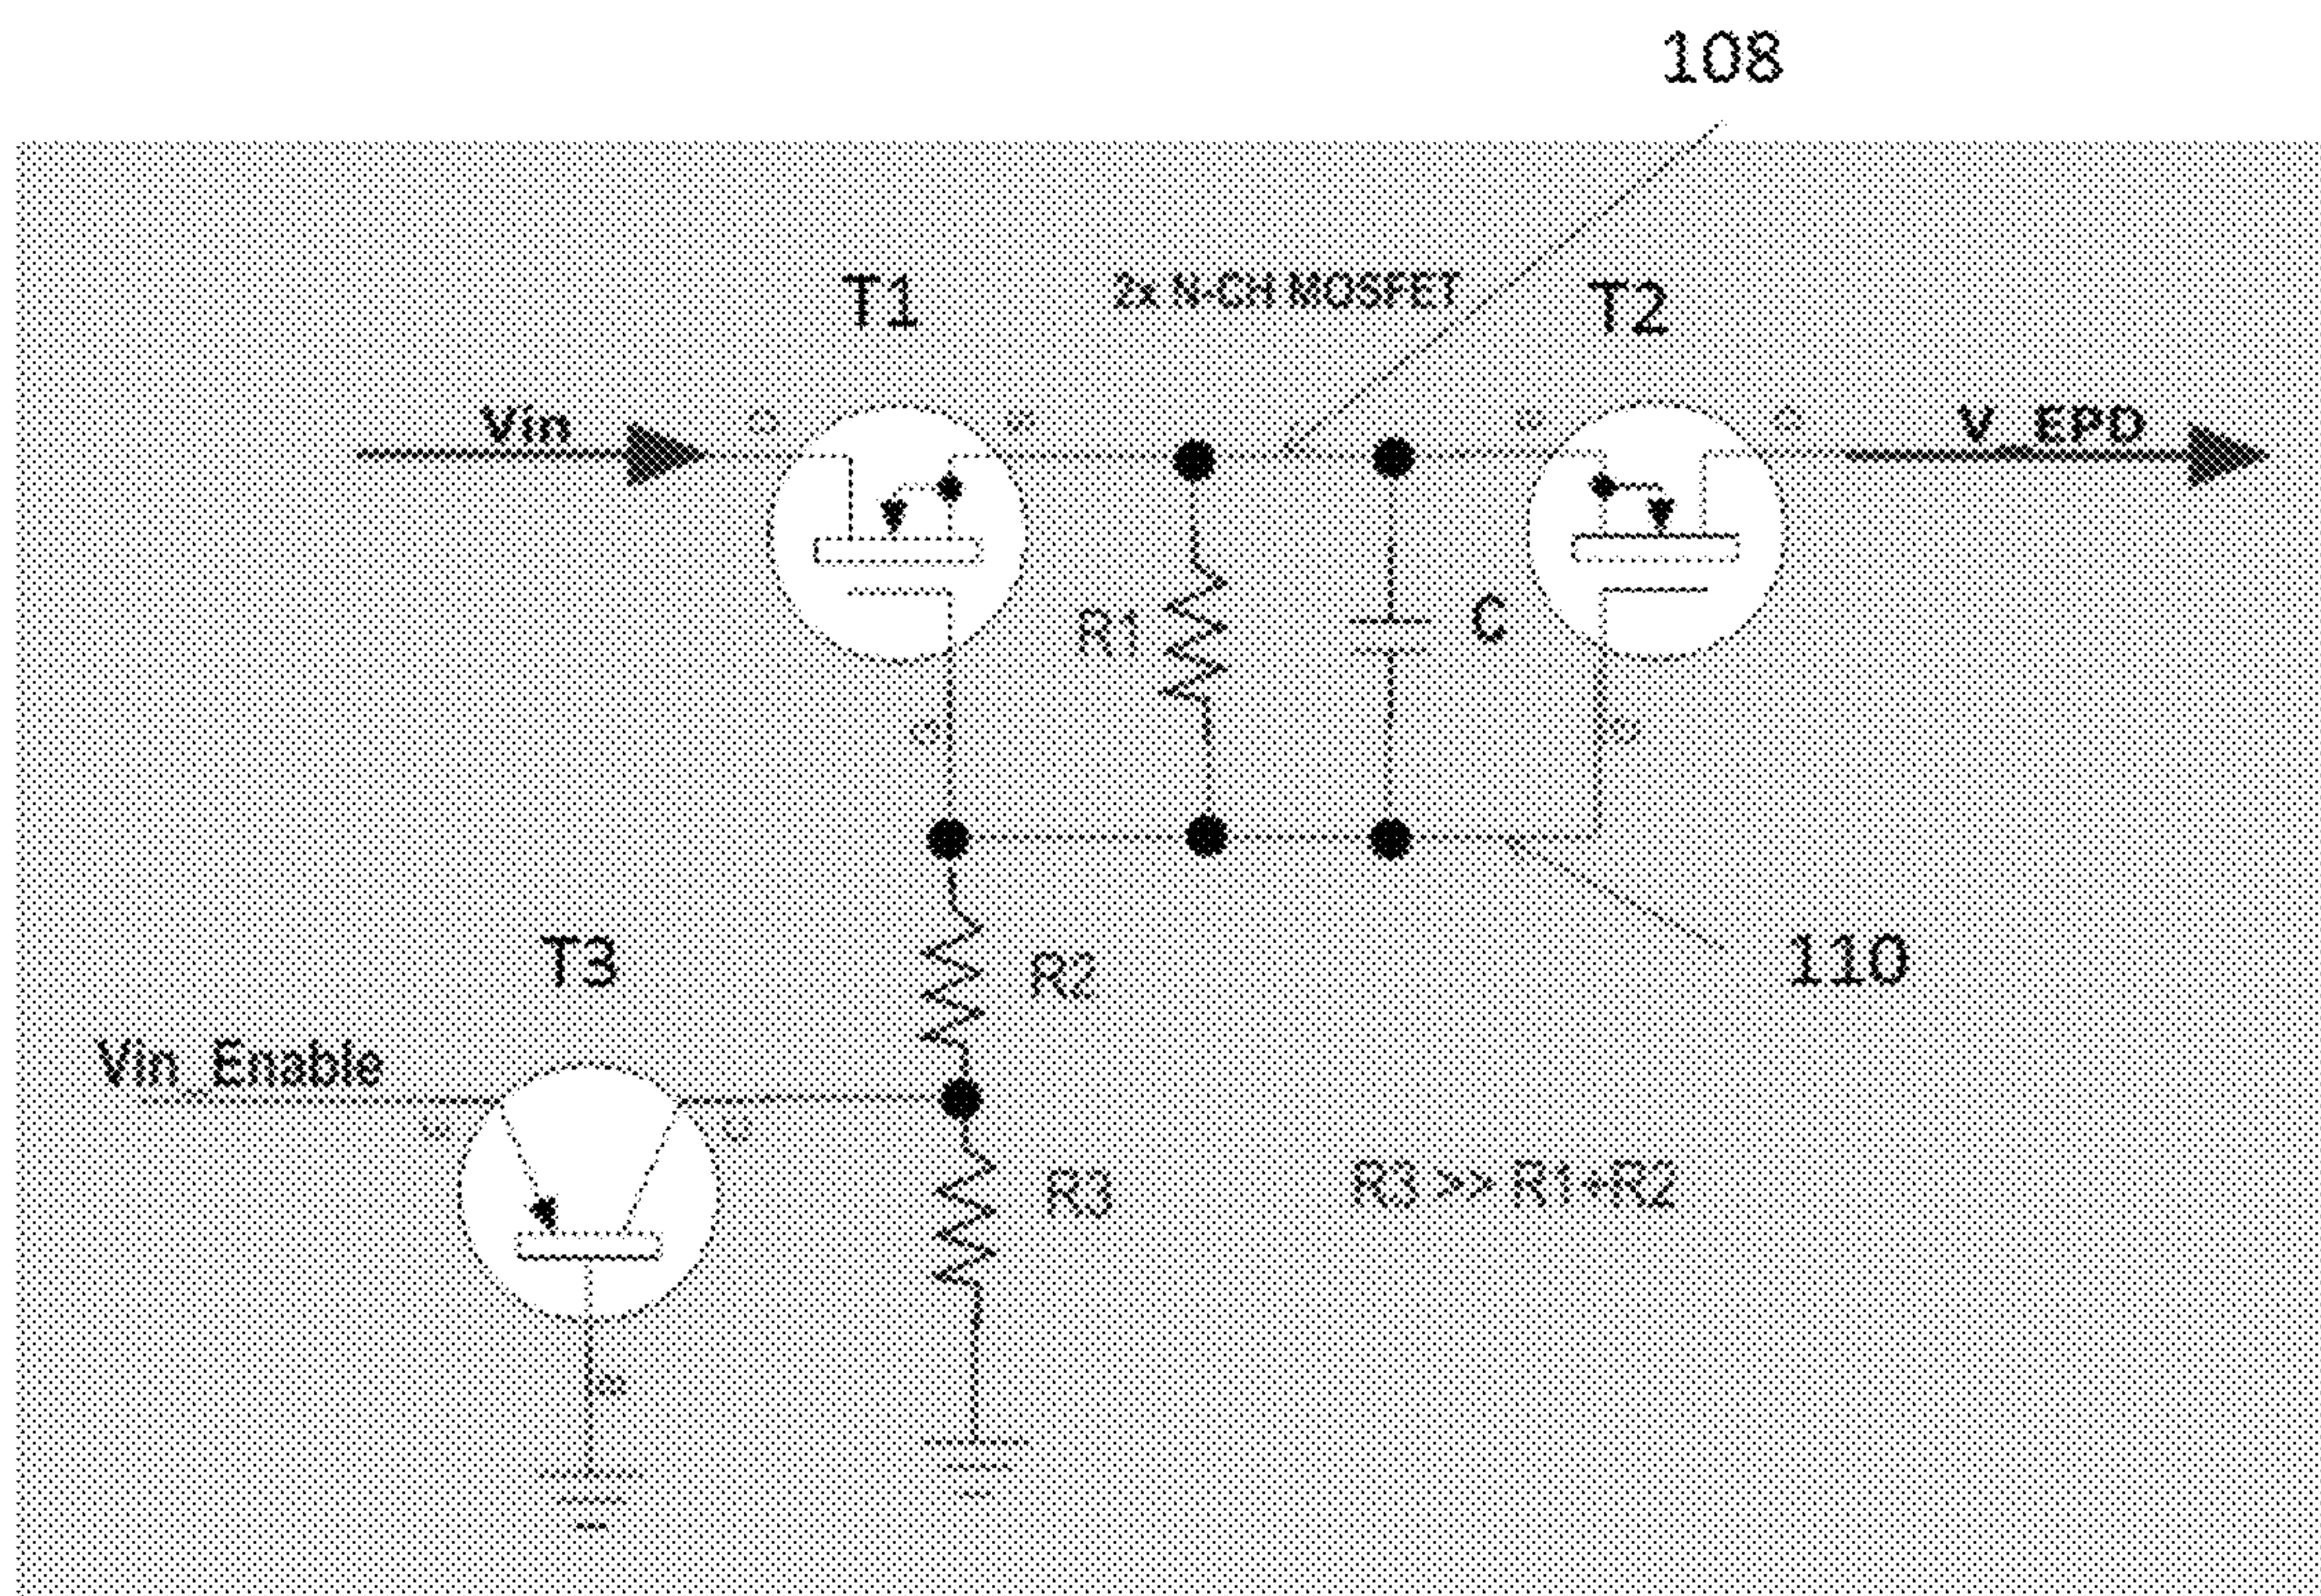 108
2x N-CH MOSFET
T1
T2
Vin
V_EPD
D
S
S
D
R1
C
G
G
T3
R2
110
Vin_Enable
E
C
R3
R3 >> R1+R2
B